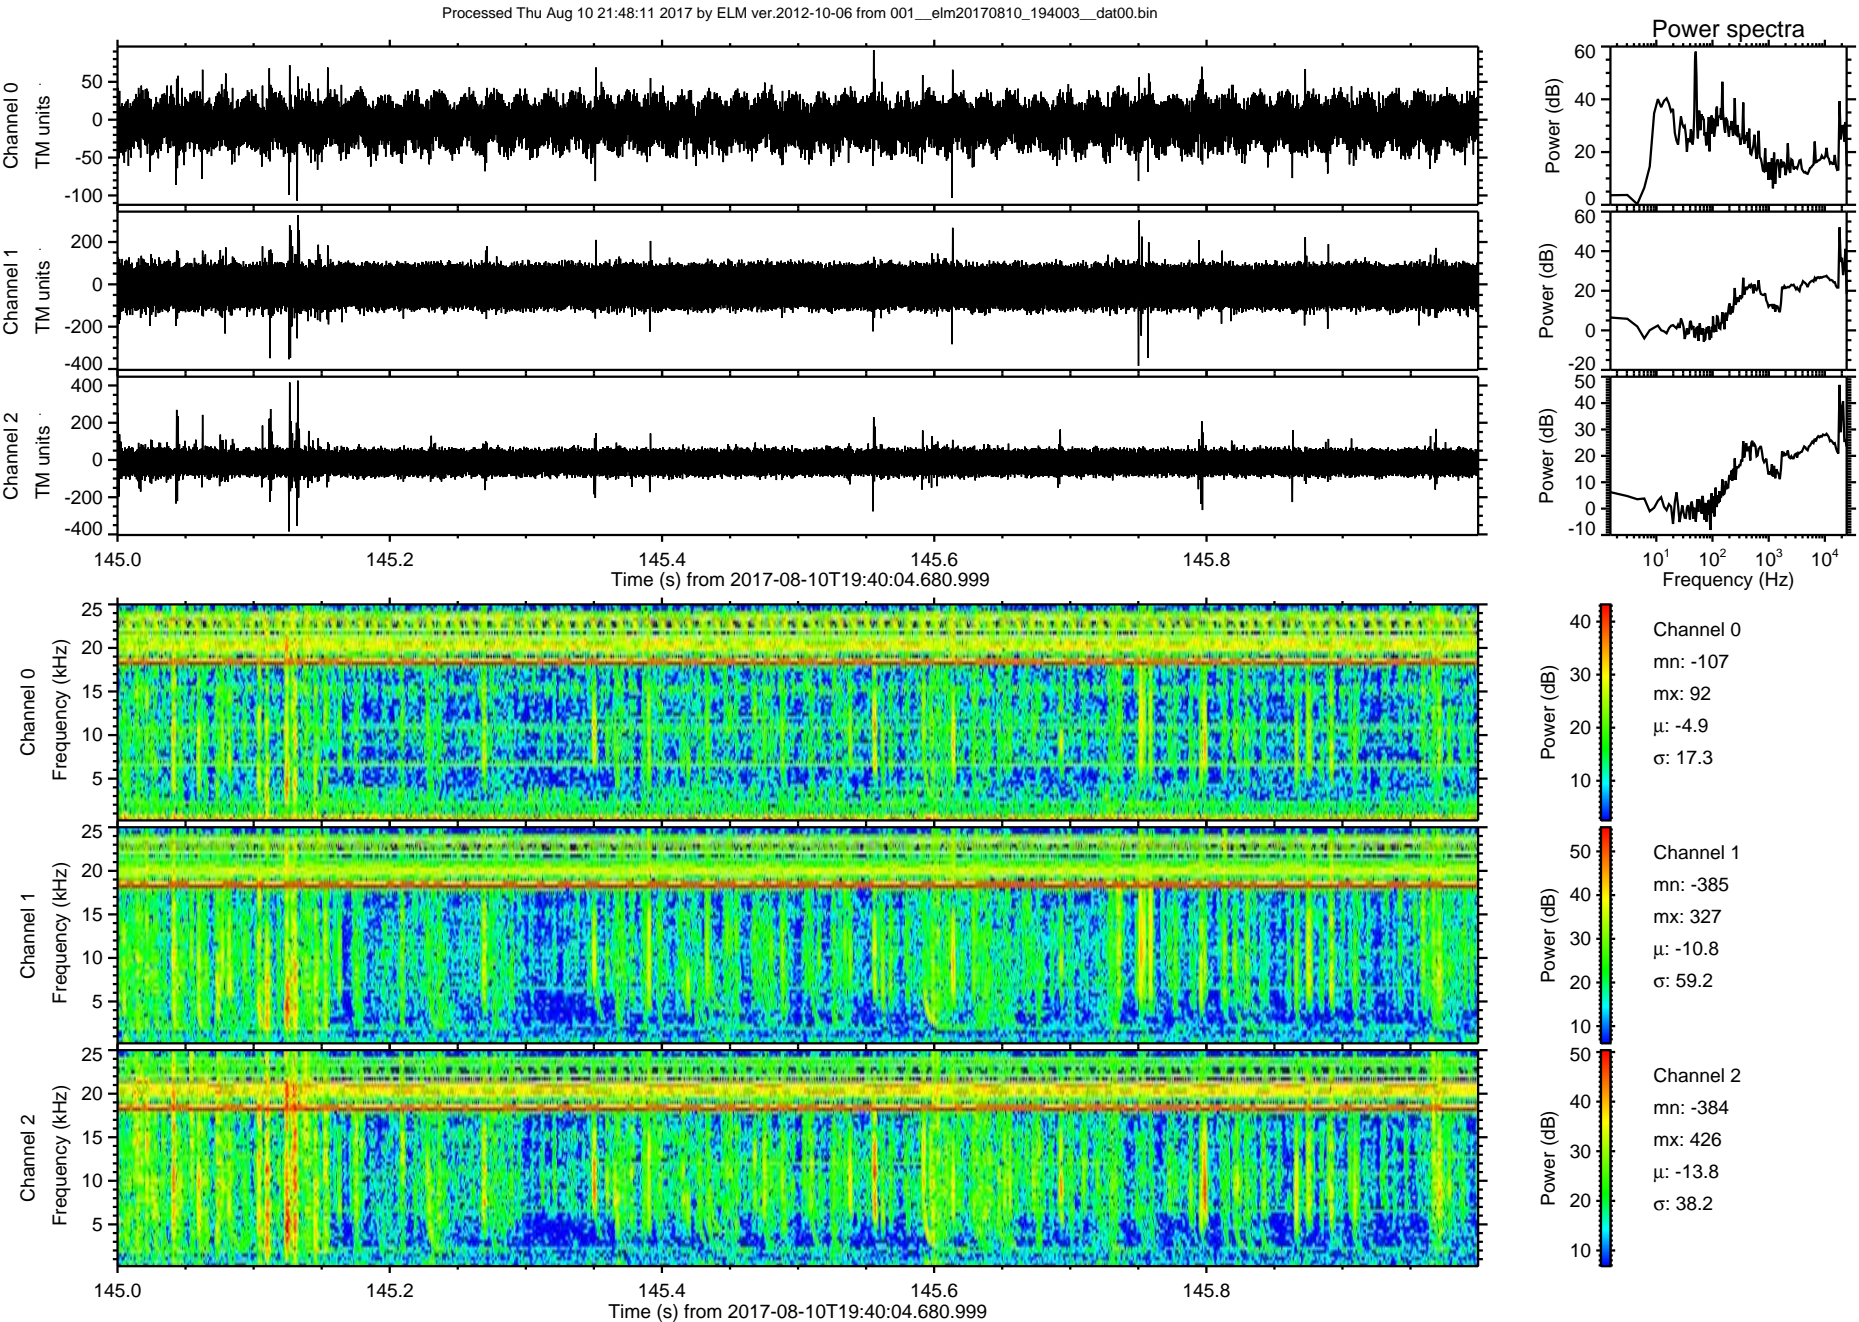 Processed Thu Aug 10 21:48:11 2017 by ELM ver.2012-10-06 from 001__elm20170810_194003__dat00.bin
Power spectra
Channel 0
TM units
50
0
-50
-100
Power (dB)
60
40
20
0
Channel 1
TM units
200
0
-200
-400
Power (dB)
60
40
20
0
-20
Channel 2
TM units
400
200
0
-200
-400
Power (dB)
50
40
30
20
10
0
-10
145.0 145.2 145.4 145.6 145.8
Time (s) from 2017-08-10T19:40:04.680.999
10¹ 10² 10³ 10⁴
Frequency (Hz)
Channel 0
Frequency (kHz)
25
20
15
10
5
Power (dB)
40
30
20
10
Channel 0
mn: -107
mx: 92
μ: -4.9
σ: 17.3
Channel 1
Frequency (kHz)
25
20
15
10
5
Power (dB)
50
40
30
20
10
Channel 1
mn: -385
mx: 327
μ: -10.8
σ: 59.2
Channel 2
Frequency (kHz)
25
20
15
10
5
Power (dB)
50
40
30
20
10
Channel 2
mn: -384
mx: 426
μ: -13.8
σ: 38.2
145.0 145.2 145.4 145.6 145.8
Time (s) from 2017-08-10T19:40:04.680.999